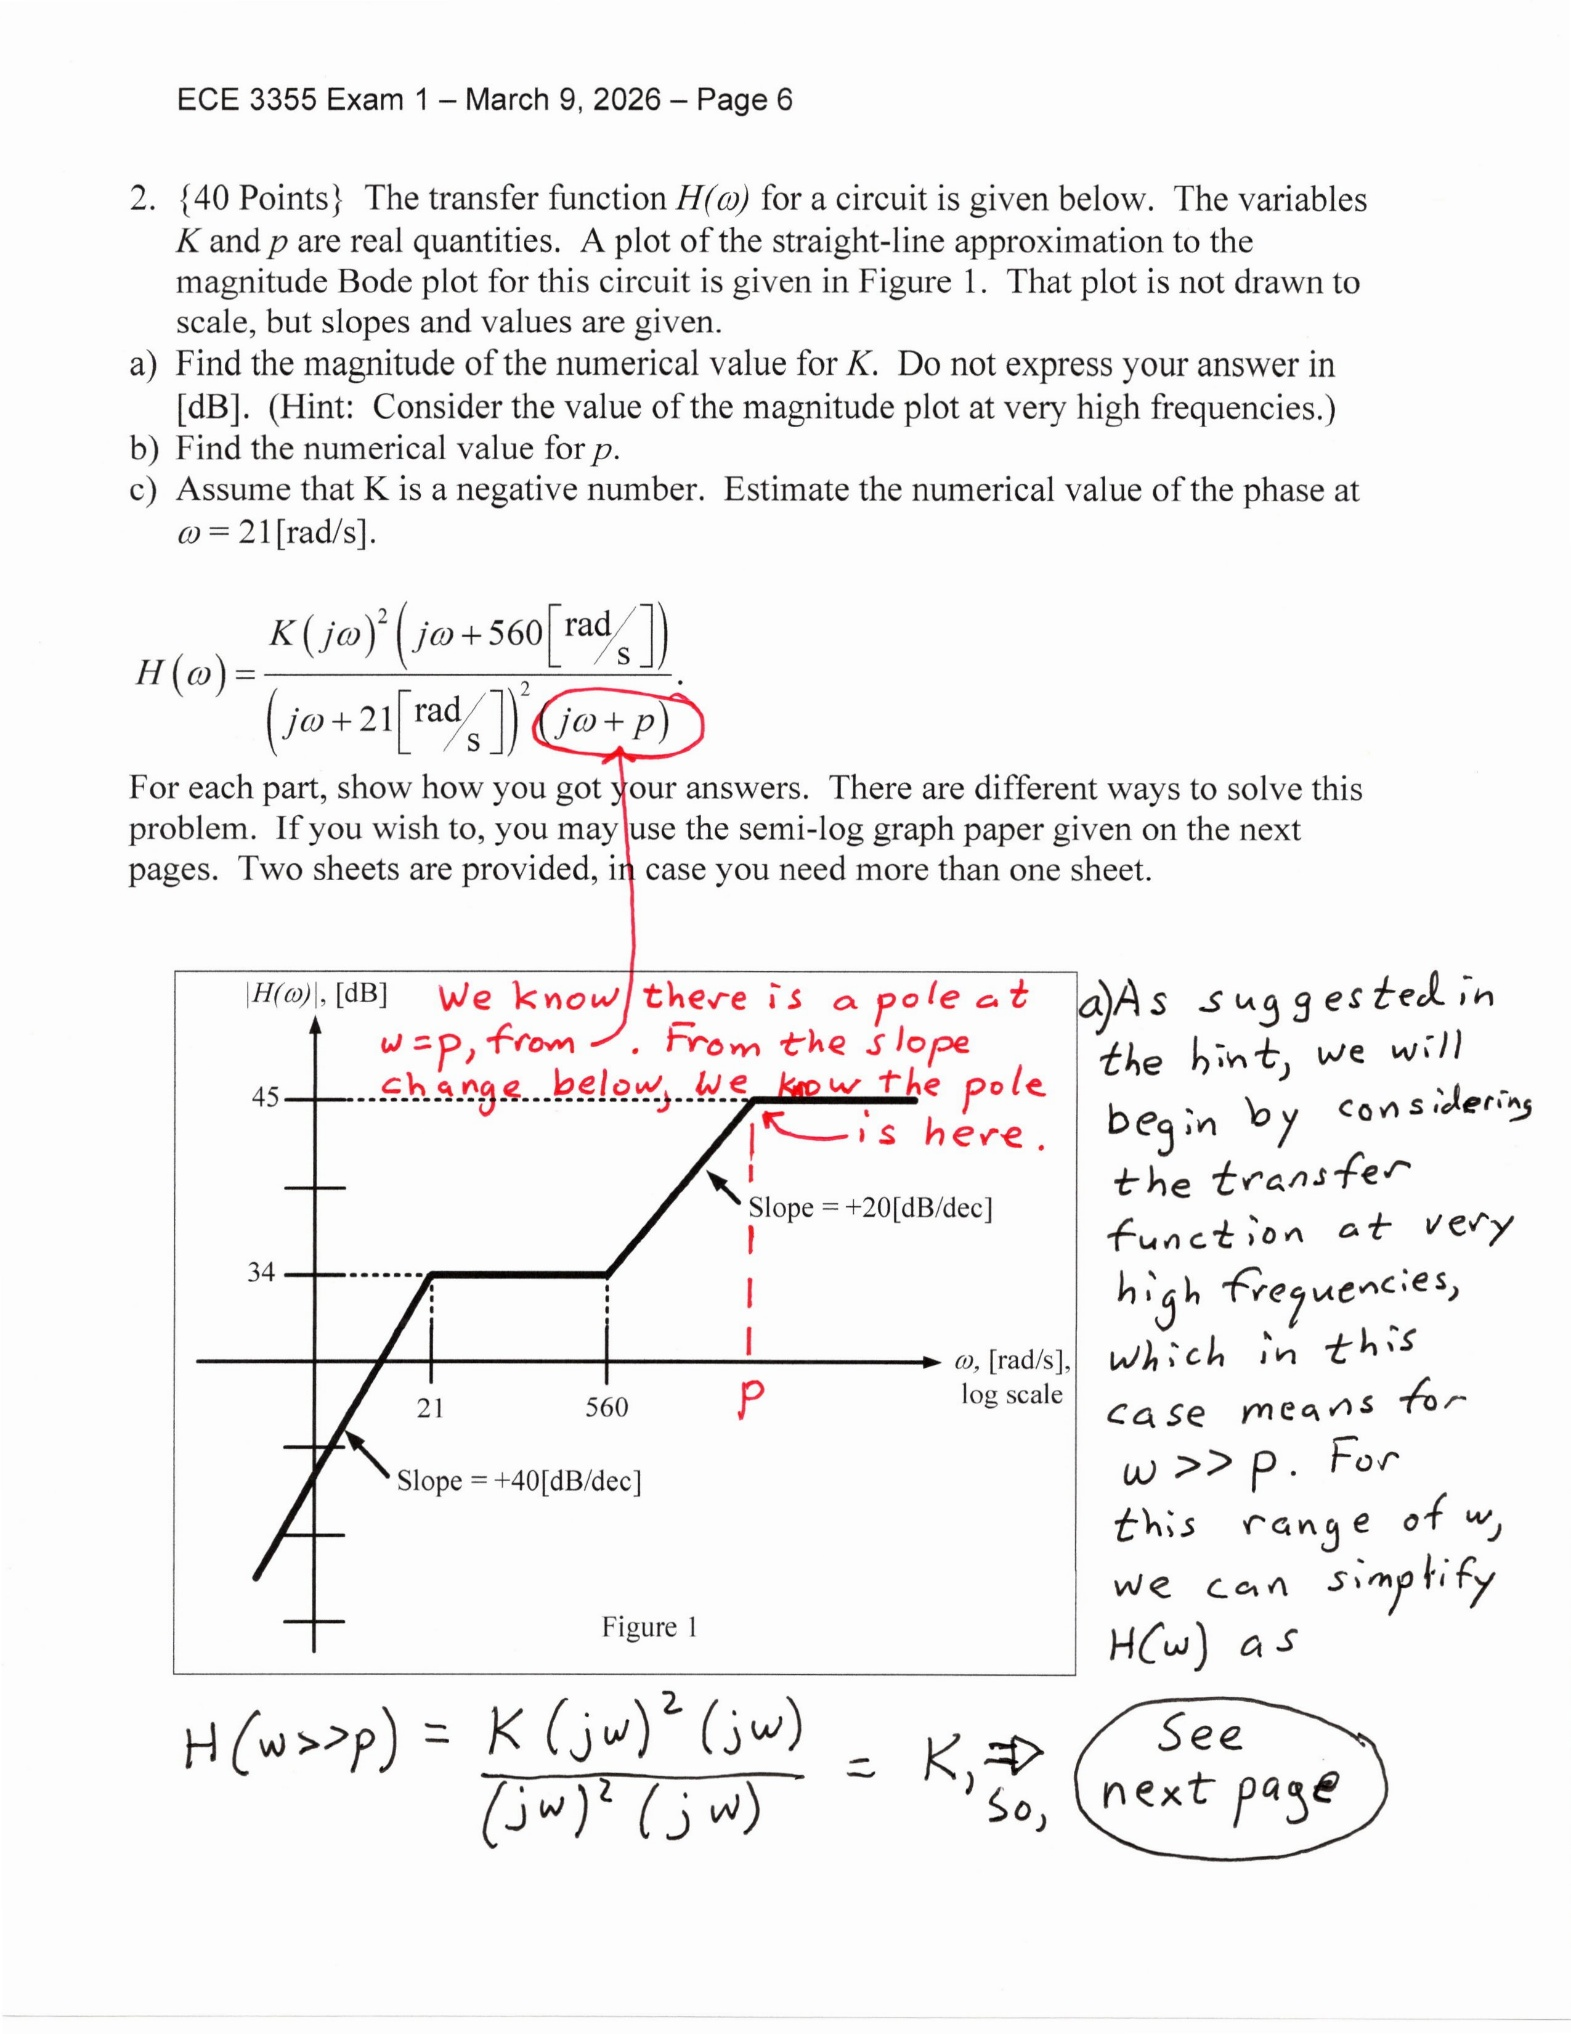 ECE 3355 Exam 1 – March 9, 2026 – Page 6
2. {40 Points} The transfer function H(ω) for a circuit is given below. The variables
K and p are real quantities. A plot of the straight-line approximation to the
magnitude Bode plot for this circuit is given in Figure 1. That plot is not drawn to
scale, but slopes and values are given.
a) Find the magnitude of the numerical value for K. Do not express your answer in
[dB]. (Hint: Consider the value of the magnitude plot at very high frequencies.)
b) Find the numerical value for p.
c) Assume that K is a negative number. Estimate the numerical value of the phase at
ω = 21[rad/s].
H(ω) = K(jω)²(jω + 560[rad/s]) / (jω + 21[rad/s])²(jω + p).
For each part, show how you got your answers. There are different ways to solve this
problem. If you wish to, you may use the semi-log graph paper given on the next
pages. Two sheets are provided, in case you need more than one sheet.
|H(ω)|, [dB]
We know there is a pole at
w=p, from . From the slope
change below, we know the pole
is here.
45
Slope = +20[dB/dec]
34
ω, [rad/s],
log scale
21
560
p
Slope = +40[dB/dec]
Figure 1
a) As suggested in
the hint, we will
begin by considering
the transfer
function at very
high frequencies,
which in this
case means for
w >> p. For
this range of w,
we can simplify
H(w) as
H(w>>p) = K(jw)²(jw) / (jw)²(jw) = K, ⇒
so,
See
next page